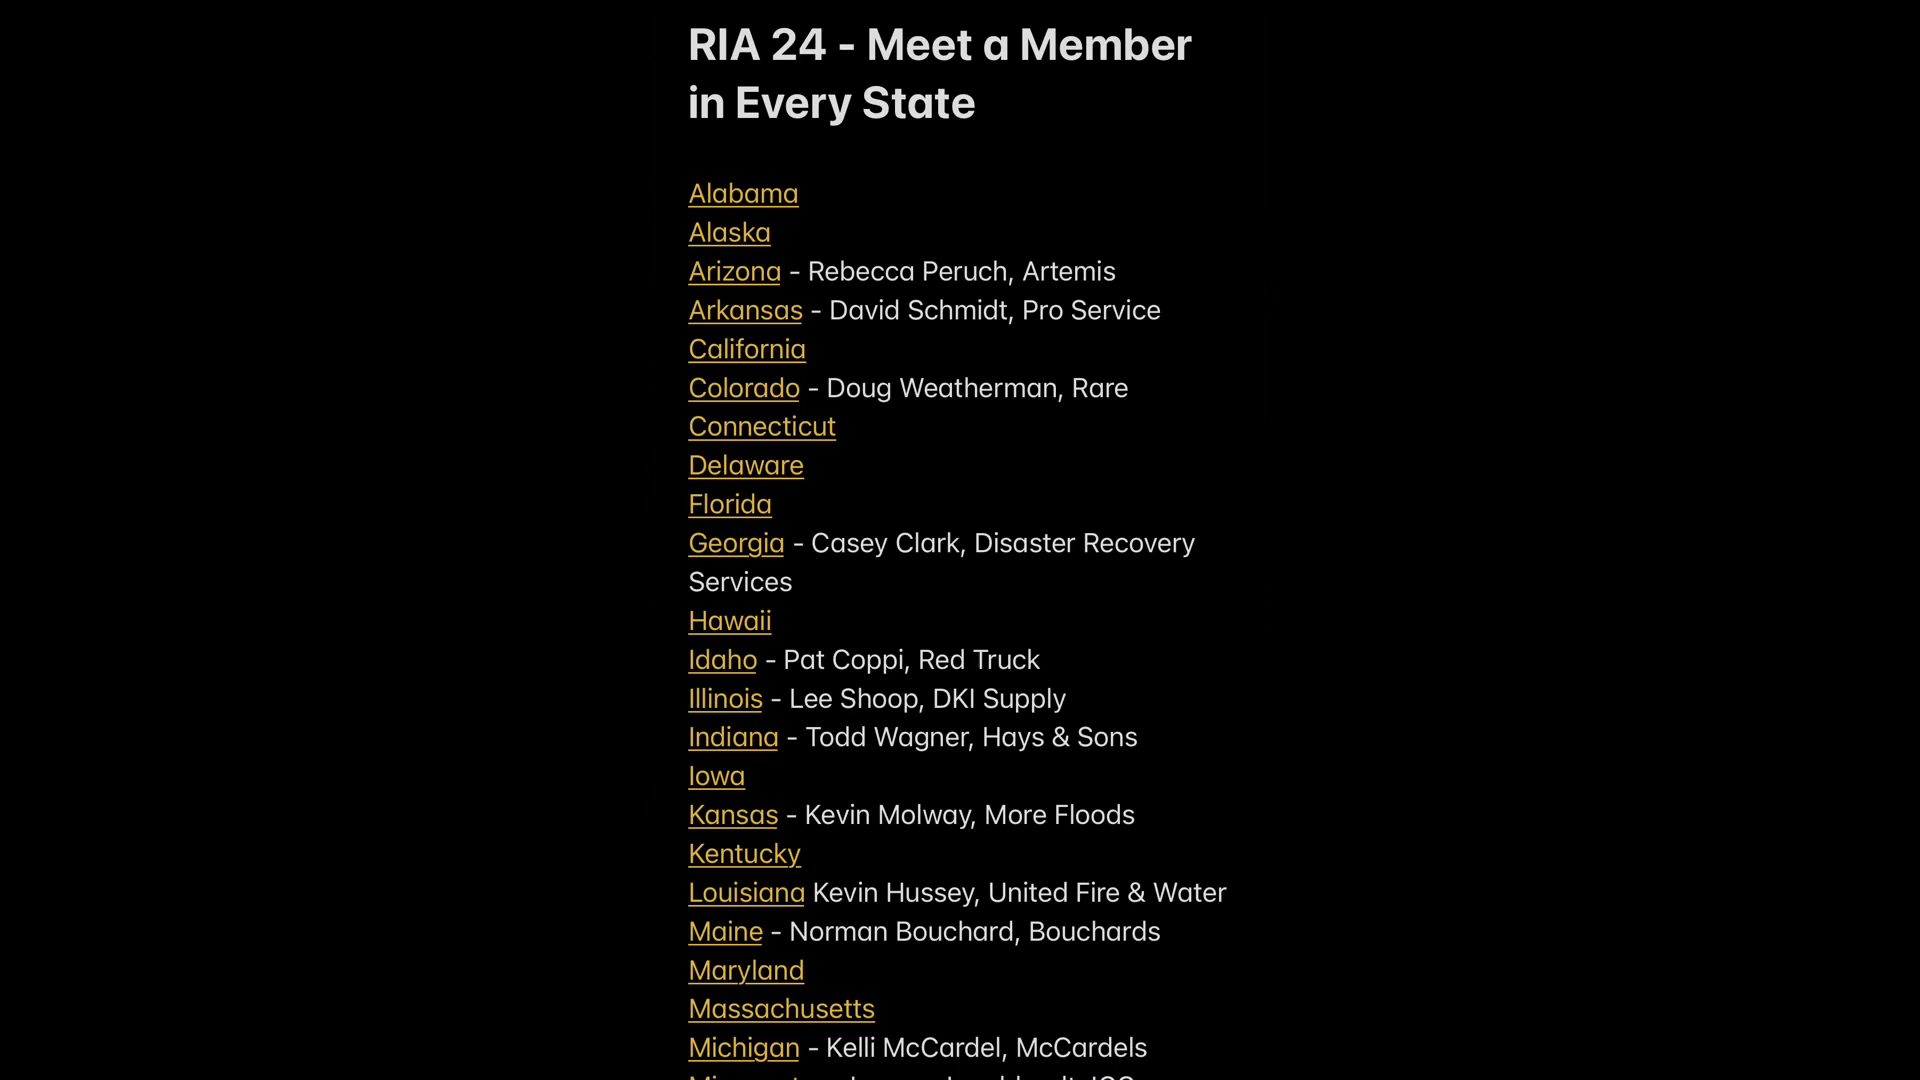 RIA 24 - Meet a Member
in Every State
Alabama
Alaska
Arizona - Rebecca Peruch, Artemis
Arkansas - David Schmidt, Pro Service
California
Colorado - Doug Weatherman, Rare
Connecticut
Delaware
Florida
Georgia - Casey Clark, Disaster Recovery
Services
Hawaii
Idaho - Pat Coppi, Red Truck
Illinois - Lee Shoop, DKI Supply
Indiana - Todd Wagner, Hays & Sons
Iowa
Kansas - Kevin Molway, More Floods
Kentucky
Louisiana Kevin Hussey, United Fire & Water
Maine - Norman Bouchard, Bouchards
Maryland
Massachusetts
Michigan - Kelli McCardel, McCardels